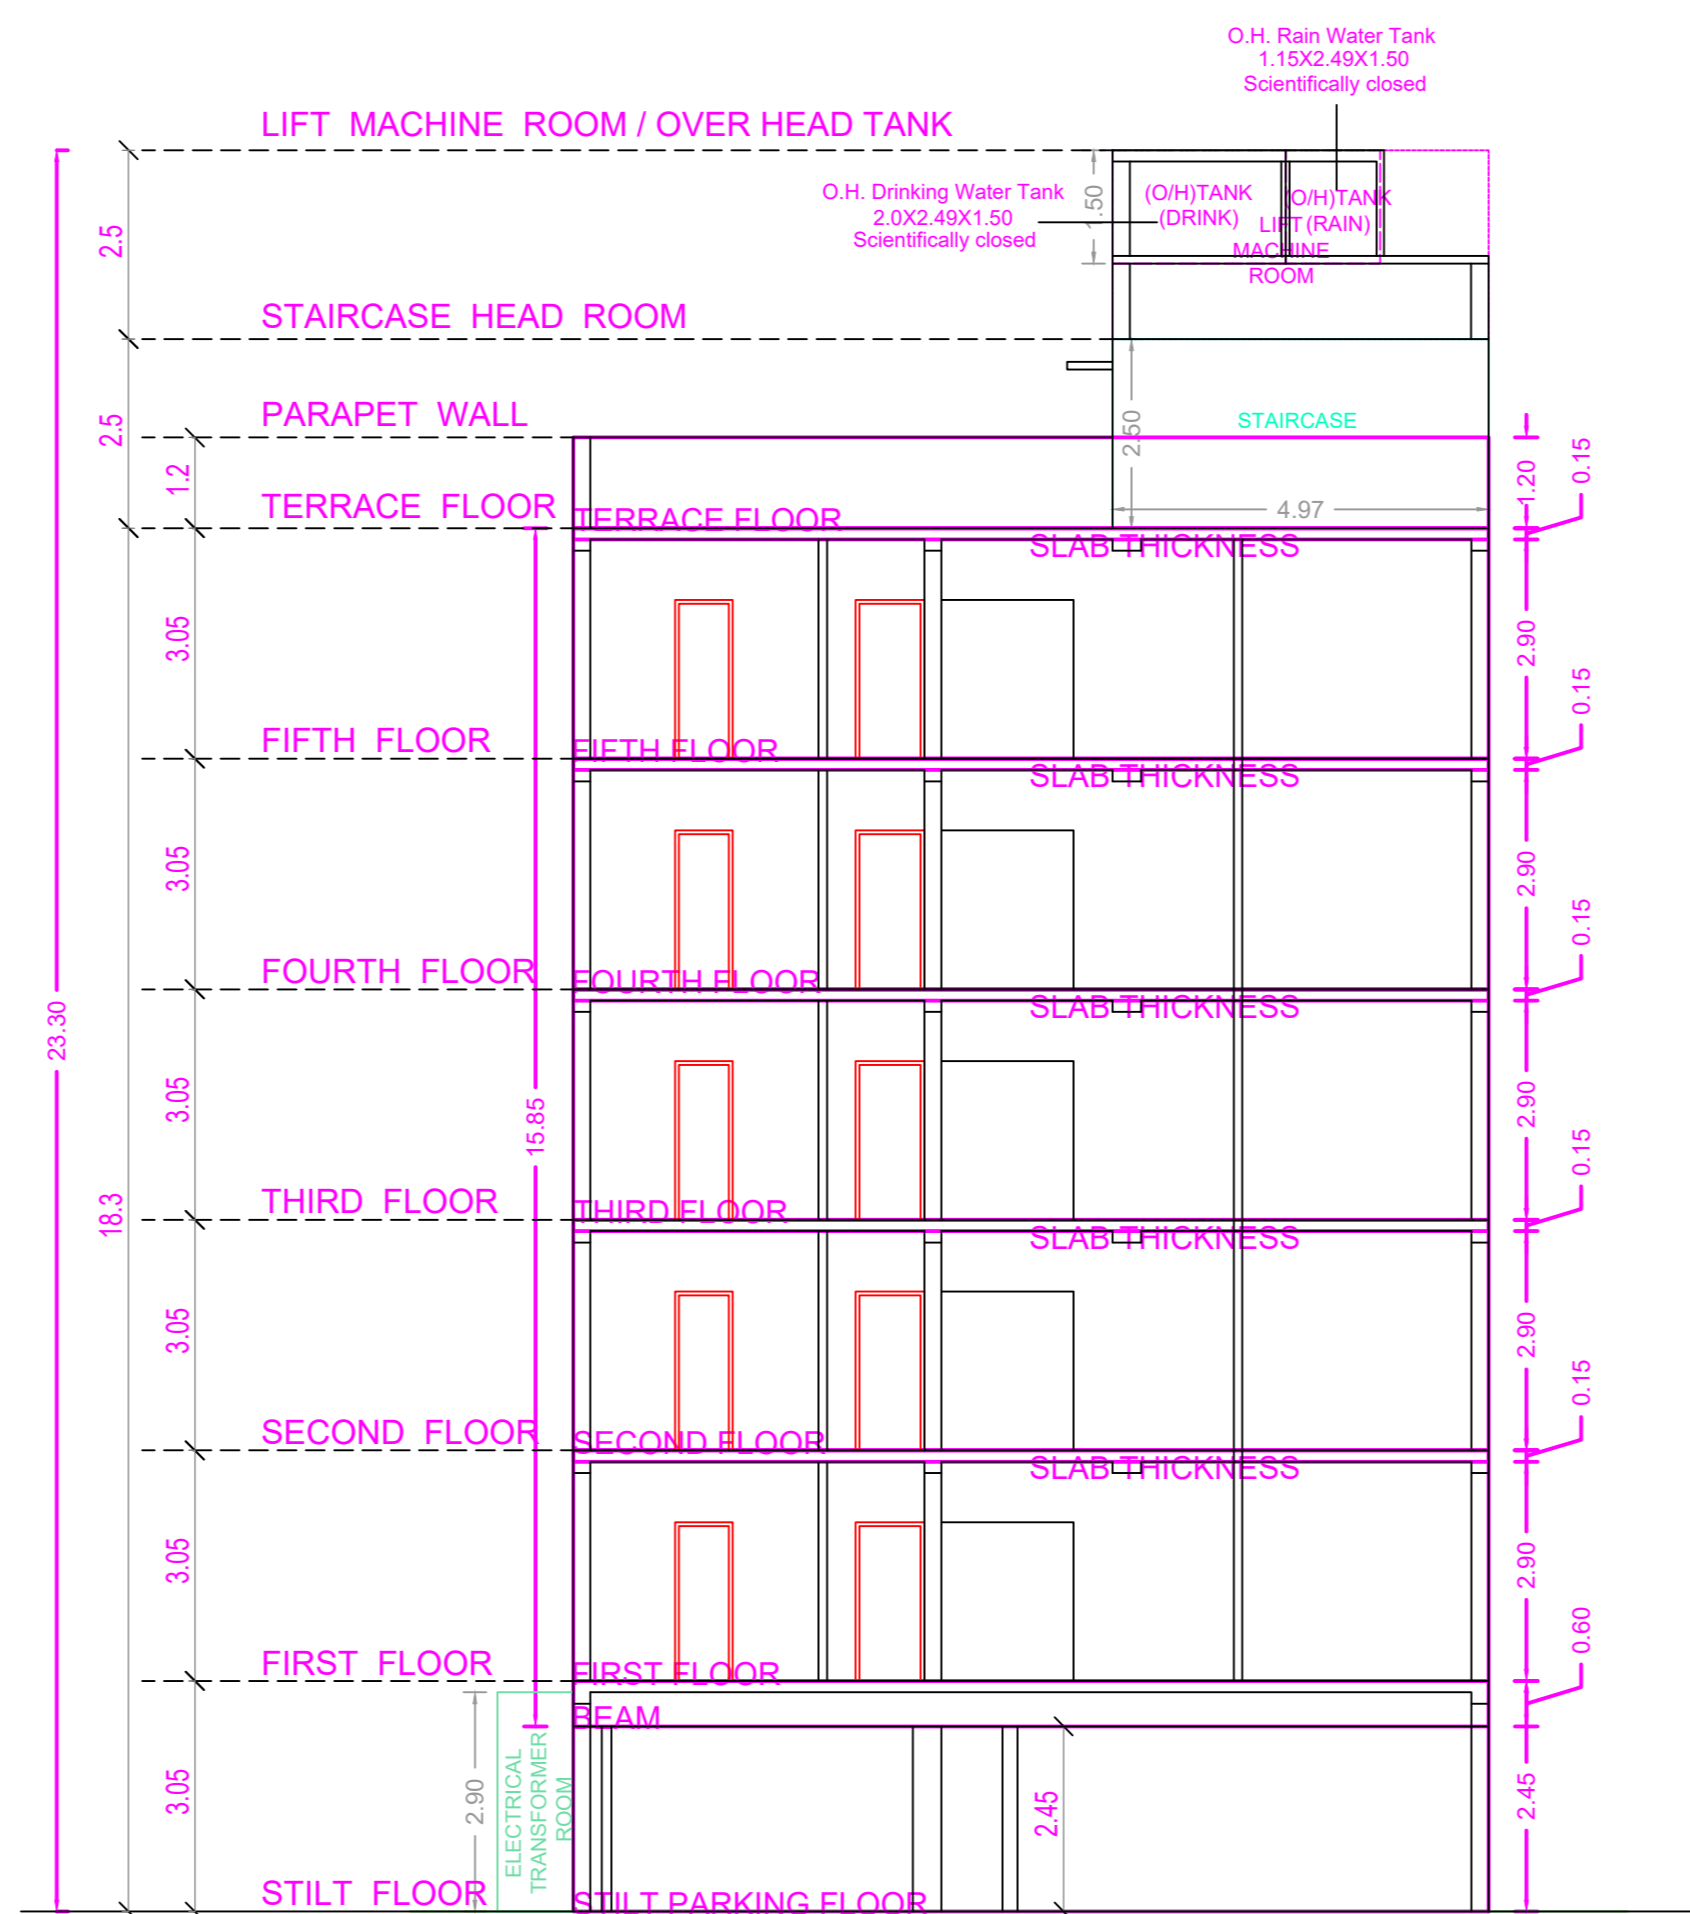 O.H. Rain Water Tank
1.15X2.49X1.50
Scientifically closed
LIFT MACHINE ROOM / OVER HEAD TANK
O.H. Drinking Water Tank
2.0X2.49X1.50
Scientifically closed
1.50
(O/H)TANK
(DRINK)
(O/H)TANK
(RAIN)
LIFT
MACHINE
ROOM
2.5
STAIRCASE HEAD ROOM
2.5
PARAPET WALL
STAIRCASE
2.50
1.2
1.20
0.15
TERRACE FLOOR
TERRACE FLOOR
4.97
SLAB THICKNESS
3.05
2.90
0.15
FIFTH FLOOR
FIFTH FLOOR
SLAB THICKNESS
3.05
2.90
0.15
FOURTH FLOOR
FOURTH FLOOR
SLAB THICKNESS
23.30
3.05
15.85
2.90
0.15
18.3
THIRD FLOOR
THIRD FLOOR
SLAB THICKNESS
3.05
2.90
0.15
SECOND FLOOR
SECOND FLOOR
SLAB THICKNESS
3.05
2.90
0.60
FIRST FLOOR
FIRST FLOOR
BEAM
3.05
2.90
ELECTRICAL
TRANSFORMER
ROOM
2.45
2.45
STILT FLOOR
STILT PARKING FLOOR